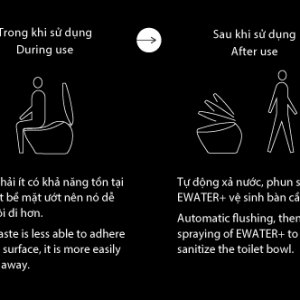 Trong khi sử dụng
During use
Sau khi sử dụng
After use
hải ít có khả năng tồn tại
t bề mặt ướt nên nó dễ
ôi đi hơn.
aste is less able to adhere
surface, it is more easily
away.
Tự động xả nước, phun s
EWATER+ vệ sinh bàn cầ
Automatic flushing, then
spraying of EWATER+ to
sanitize the toilet bowl.